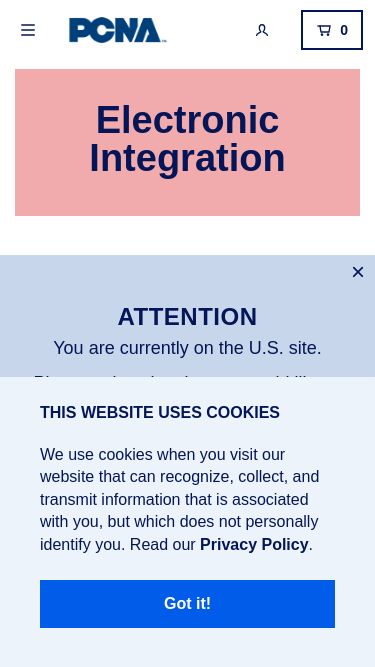 PCNA
0
Electronic
Integration
ATTENTION
You are currently on the U.S. site.
THIS WEBSITE USES COOKIES
We use cookies when you visit our
website that can recognize, collect, and
transmit information that is associated
with you, but which does not personally
identify you. Read our Privacy Policy.
Got it!